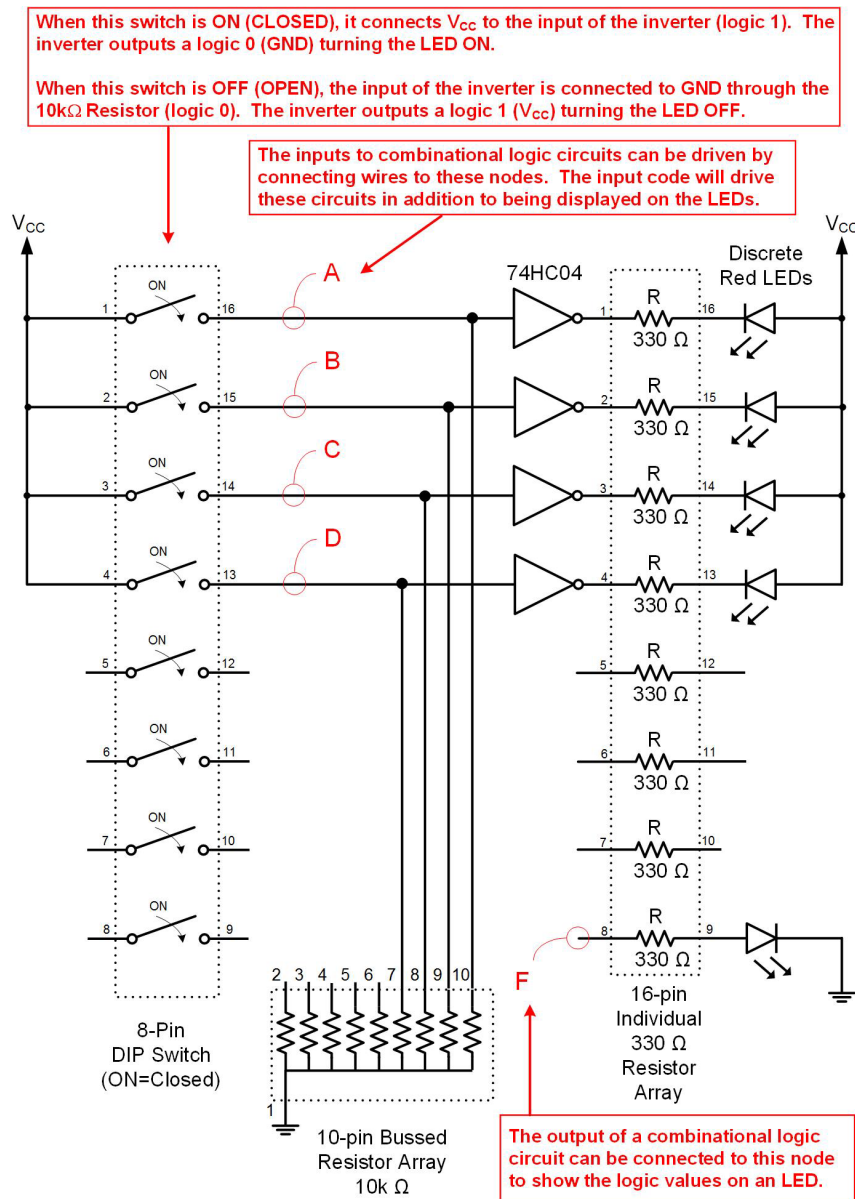 When this switch is ON (CLOSED), it connects VCC to the input of the inverter (logic 1). The
inverter outputs a logic 0 (GND) turning the LED ON.
When this switch is OFF (OPEN), the input of the inverter is connected to GND through the
10kΩ Resistor (logic 0). The inverter outputs a logic 1 (VCC) turning the LED OFF.
The inputs to combinational logic circuits can be driven by
connecting wires to these nodes. The input code will drive
these circuits in addition to being displayed on the LEDs.
VCC
VCC
Discrete
Red LEDs
74HC04
ON
1
16
A
1
R
330 Ω
16
ON
2
15
B
2
R
330 Ω
15
ON
3
14
C
3
R
330 Ω
14
ON
4
13
D
4
R
330 Ω
13
ON
5
12
5
R
330 Ω
12
ON
6
11
6
R
330 Ω
11
ON
7
10
7
R
330 Ω
10
ON
8
9
F
8
R
330 Ω
9
2 3 4 5 6 7 8 9 10
1
8-Pin
DIP Switch
(ON=Closed)
10-pin Bussed
Resistor Array
10k Ω
16-pin
Individual
330 Ω
Resistor
Array
The output of a combinational logic
circuit can be connected to this node
to show the logic values on an LED.